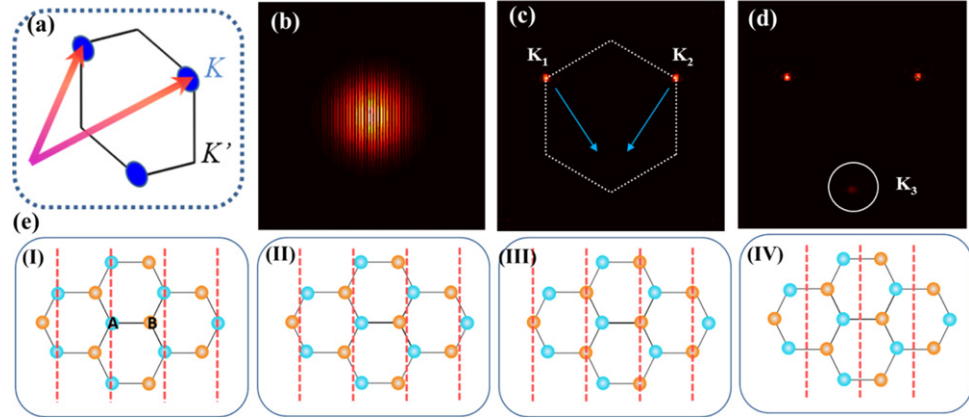 (a)
K
K'
(b)
(c)
K1
K2
(d)
K3
(e)
(I)
A
B
(II)
(III)
(IV)